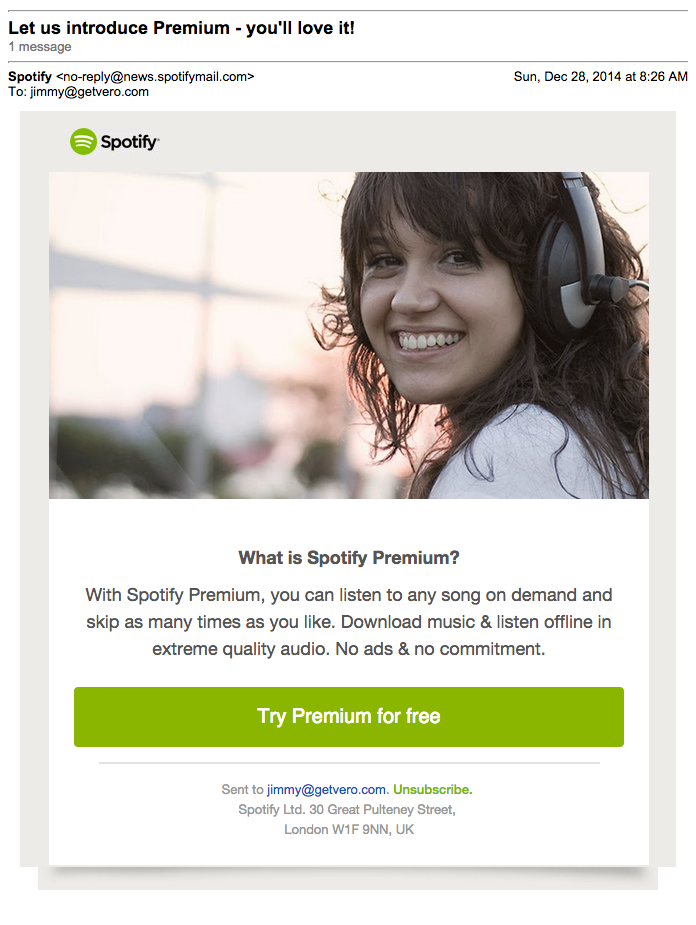 Let us introduce Premium - you'll love it!
1 message
Spotify <no-reply@news.spotifymail.com> Sun, Dec 28, 2014 at 8:26 AM
To: jimmy@getvero.com
Spotify
What is Spotify Premium?
With Spotify Premium, you can listen to any song on demand and
skip as many times as you like. Download music & listen offline in
extreme quality audio. No ads & no commitment.
Try Premium for free
Sent to jimmy@getvero.com. Unsubscribe.
Spotify Ltd. 30 Great Pulteney Street,
London W1F 9NN, UK